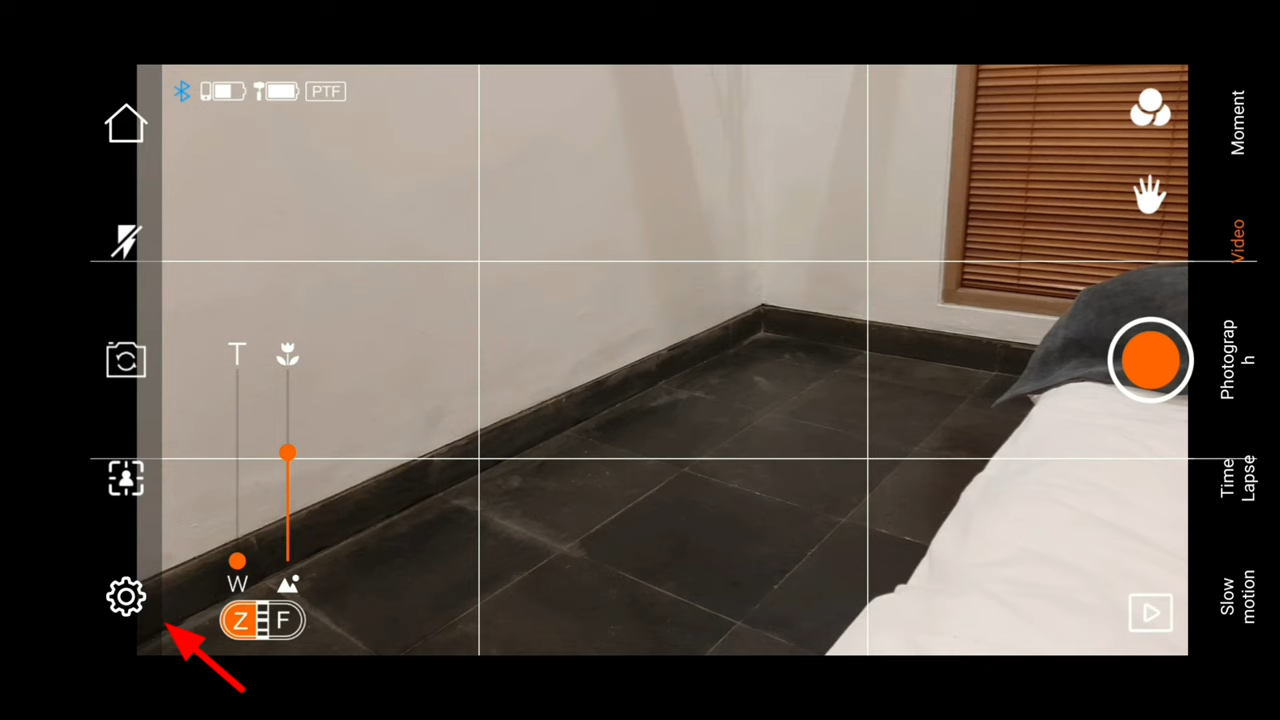 PTF
Moment
Video
Photograp
h
Time
Lapse
Slow
motion
T
W
Z
F